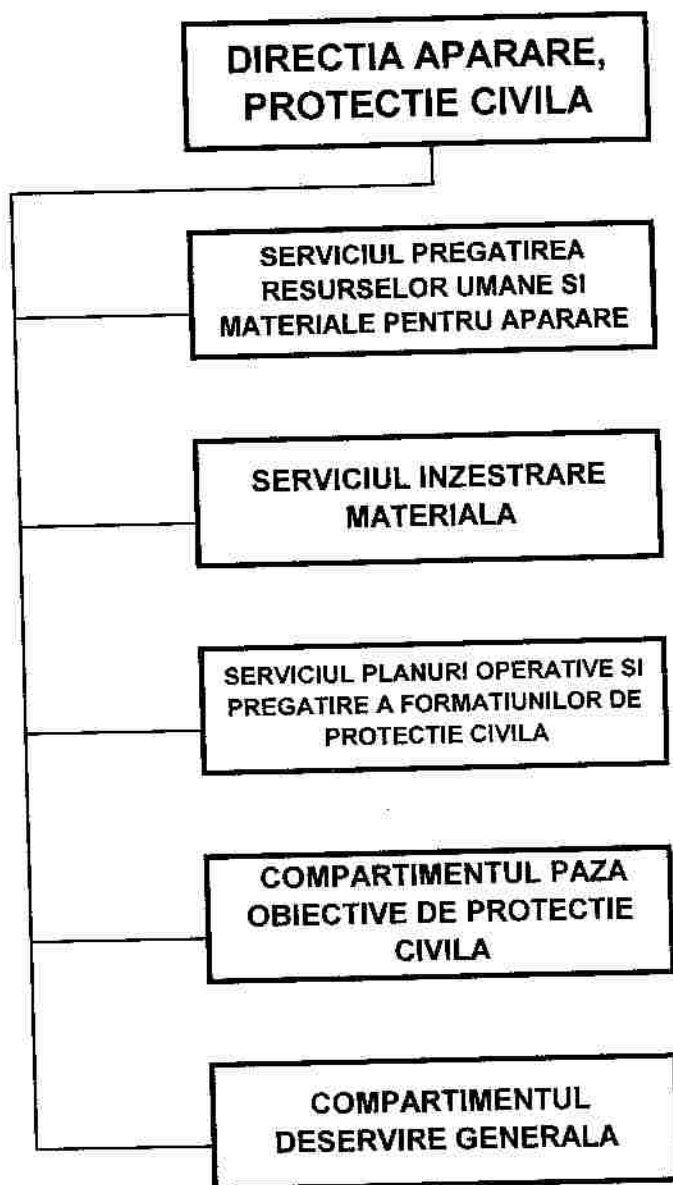 DIRECTIA APARARE,
PROTECTIE CIVILA
SERVICIUL PREGATIREA
RESURSELOR UMANE SI
MATERIALE PENTRU APARARE
SERVICIUL INZESTRARE
MATERIALA
SERVICIUL PLANURI OPERATIVE SI
PREGATIRE A FORMATIUNILOR DE
PROTECTIE CIVILA
COMPARTIMENTUL PAZA
OBIECTIVE DE PROTECTIE
CIVILA
COMPARTIMENTUL
DESERVIRE GENERALA